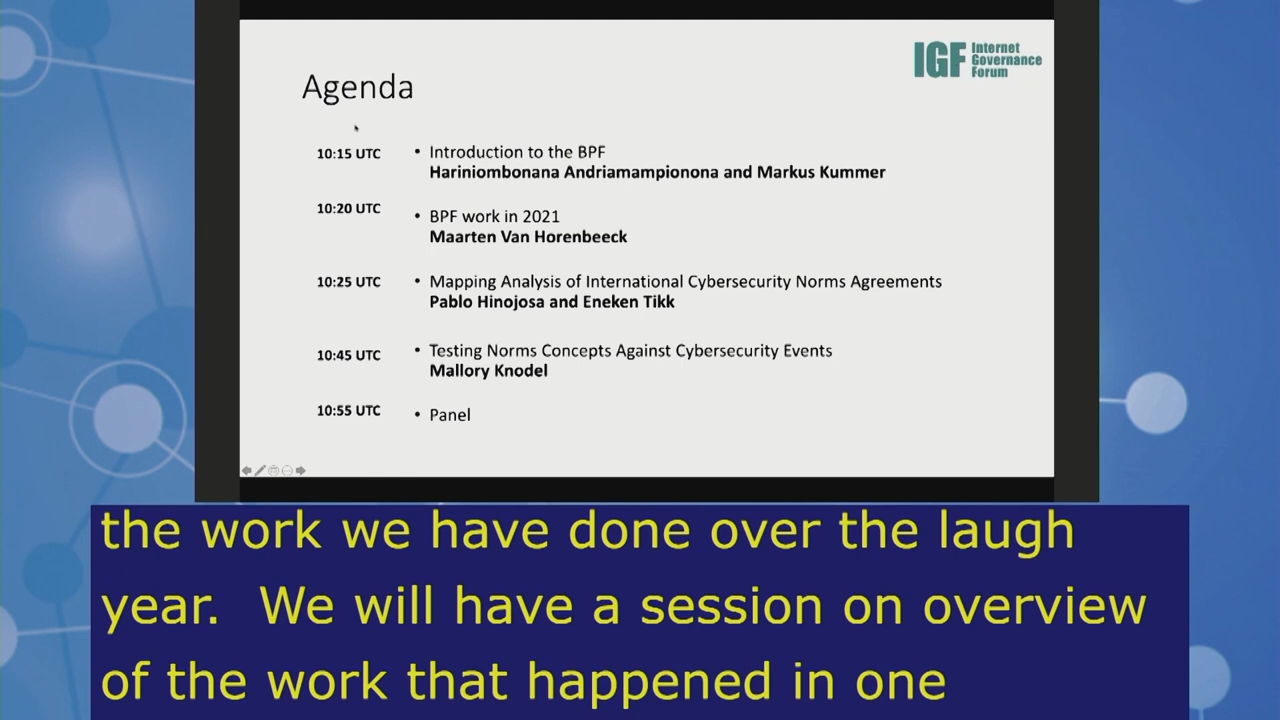 IGF Internet
Governance
Forum
Agenda
10:15 UTC
• Introduction to the BPF
Hariniombonana Andriamampionona and Markus Kummer
10:20 UTC
• BPF work in 2021
Maarten Van Horenbeeck
10:25 UTC
• Mapping Analysis of International Cybersecurity Norms Agreements
Pablo Hinojosa and Eneken Tikk
10:45 UTC
• Testing Norms Concepts Against Cybersecurity Events
Mallory Knodel
10:55 UTC
• Panel
the work we have done over the laugh
year. We will have a session on overview
of the work that happened in one